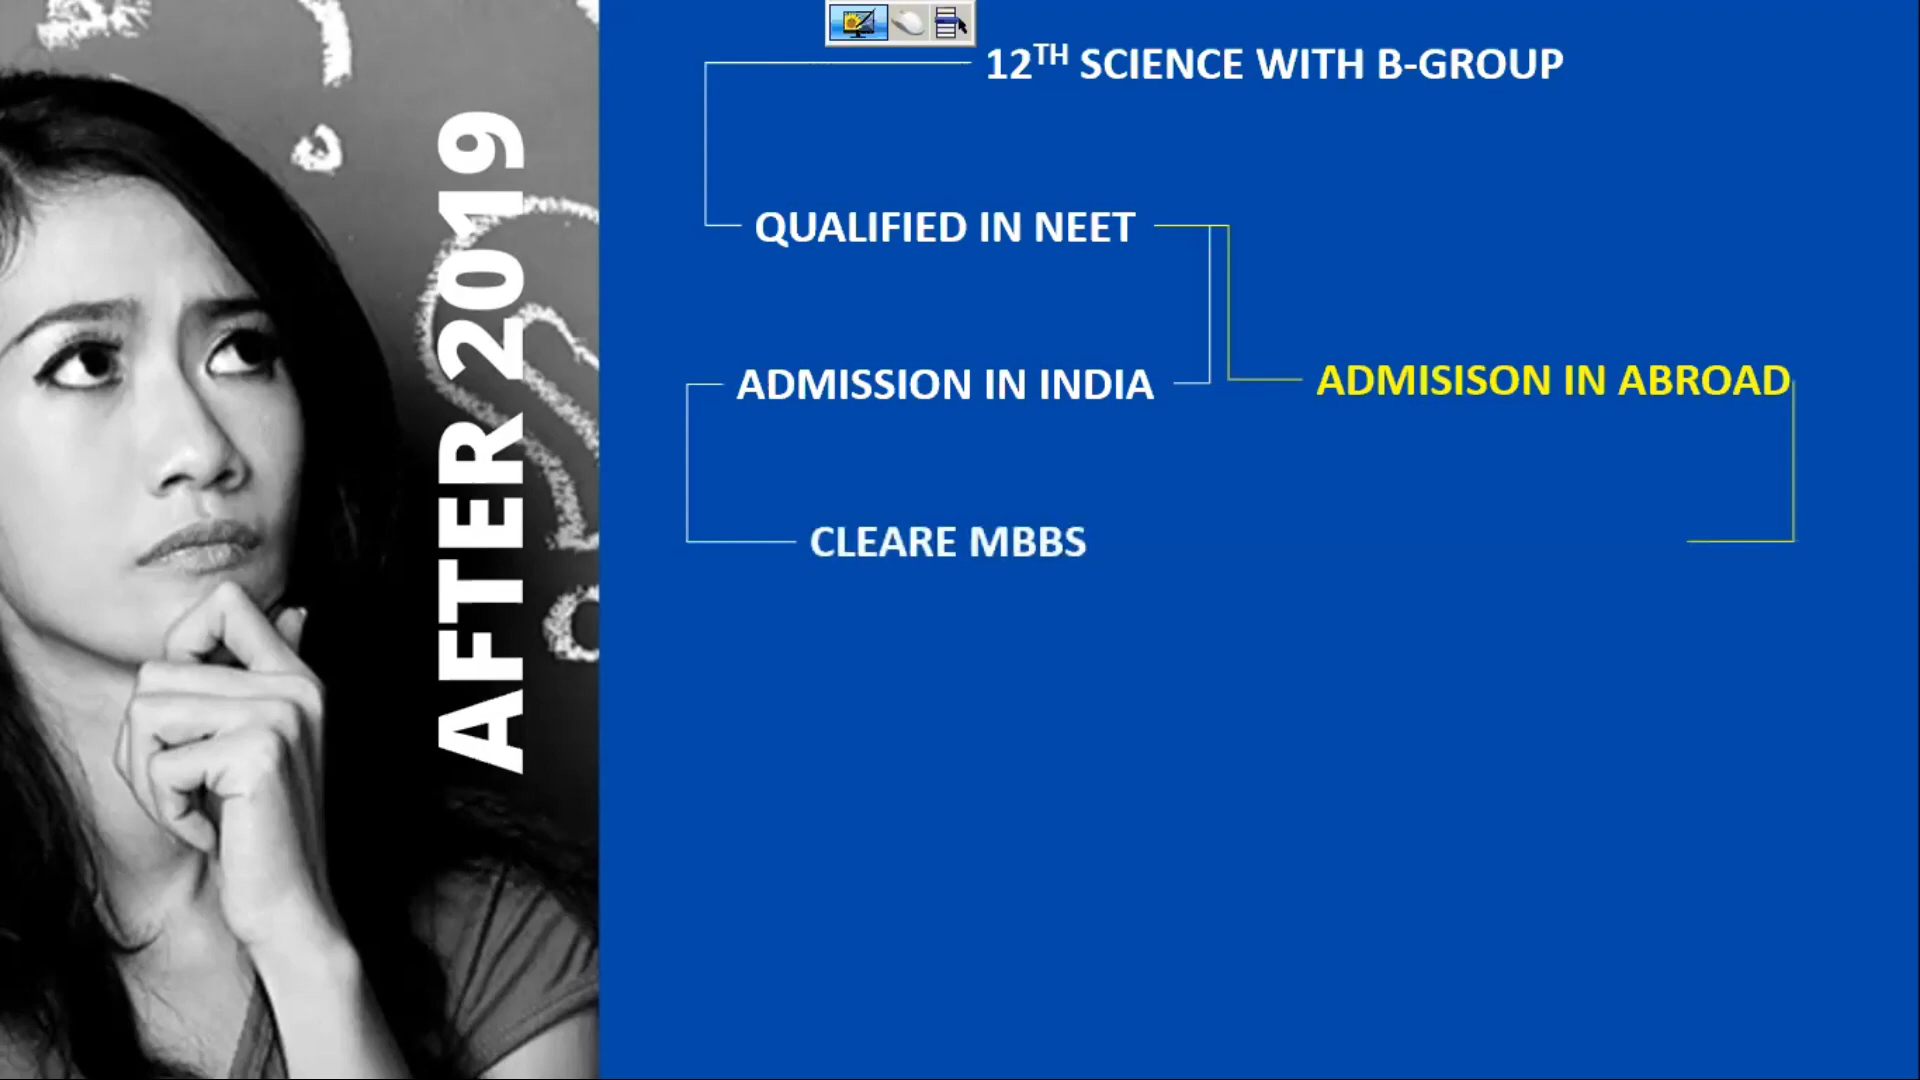 AFTER 2019
12TH SCIENCE WITH B-GROUP
QUALIFIED IN NEET
ADMISSION IN INDIA
ADMISISON IN ABROAD
CLEARE MBBS